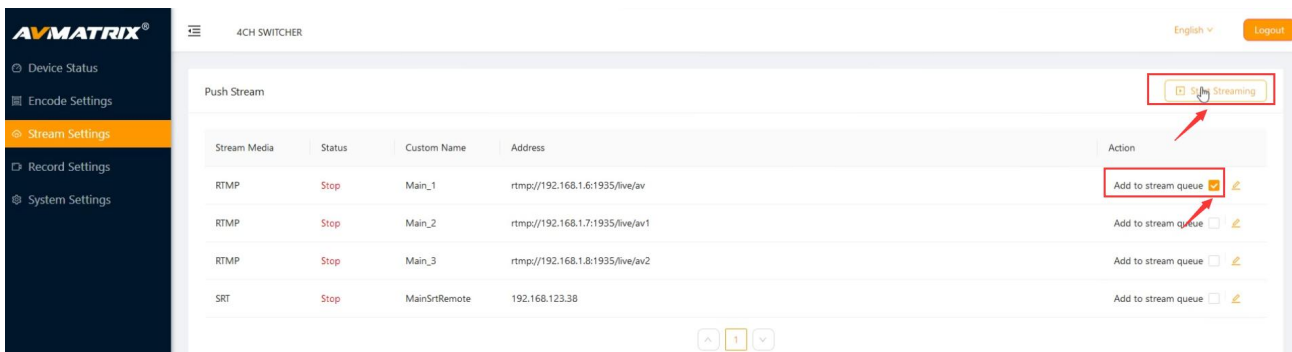 AVMATRIX®
4CH SWITCHER
English
Logout
Device Status
Encode Settings
Stream Settings
Record Settings
System Settings
Push Stream
Streaming
Stream Media Status Custom Name Address Action
RTMP Stop Main_1 rtmp://192.168.1.6:1935/live/av Add to stream queue
RTMP Stop Main_2 rtmp://192.168.1.7:1935/live/av1 Add to stream queue
RTMP Stop Main_3 rtmp://192.168.1.8:1935/live/av2 Add to stream queue
SRT Stop MainSrtRemote 192.168.123.38 Add to stream queue
1